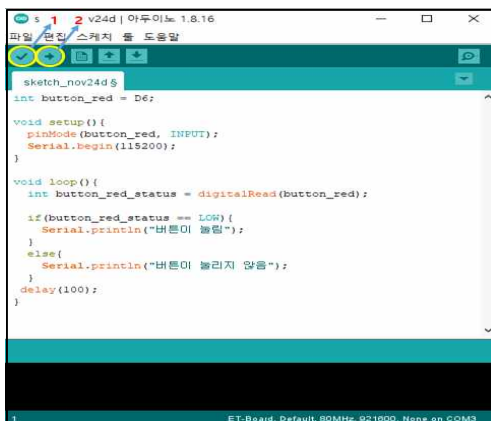 s 1 2 v24d | 아두이노 1.8.16
파일 편집 스케치 툴 도움말
sketch_nov24d §
int button_red = D6;
void setup(){
pinMode(button_red, INPUT);
Serial.begin(115200);
}
void loop(){
int button_red_status = digitalRead(button_red);
if(button_red_status == LOW){
Serial.println("버튼이 눌림");
}
else{
Serial.println("버튼이 눌리지 않음");
}
delay(100);
}
1 ET-Board, Default, 80MHz, 921600, None on COM3